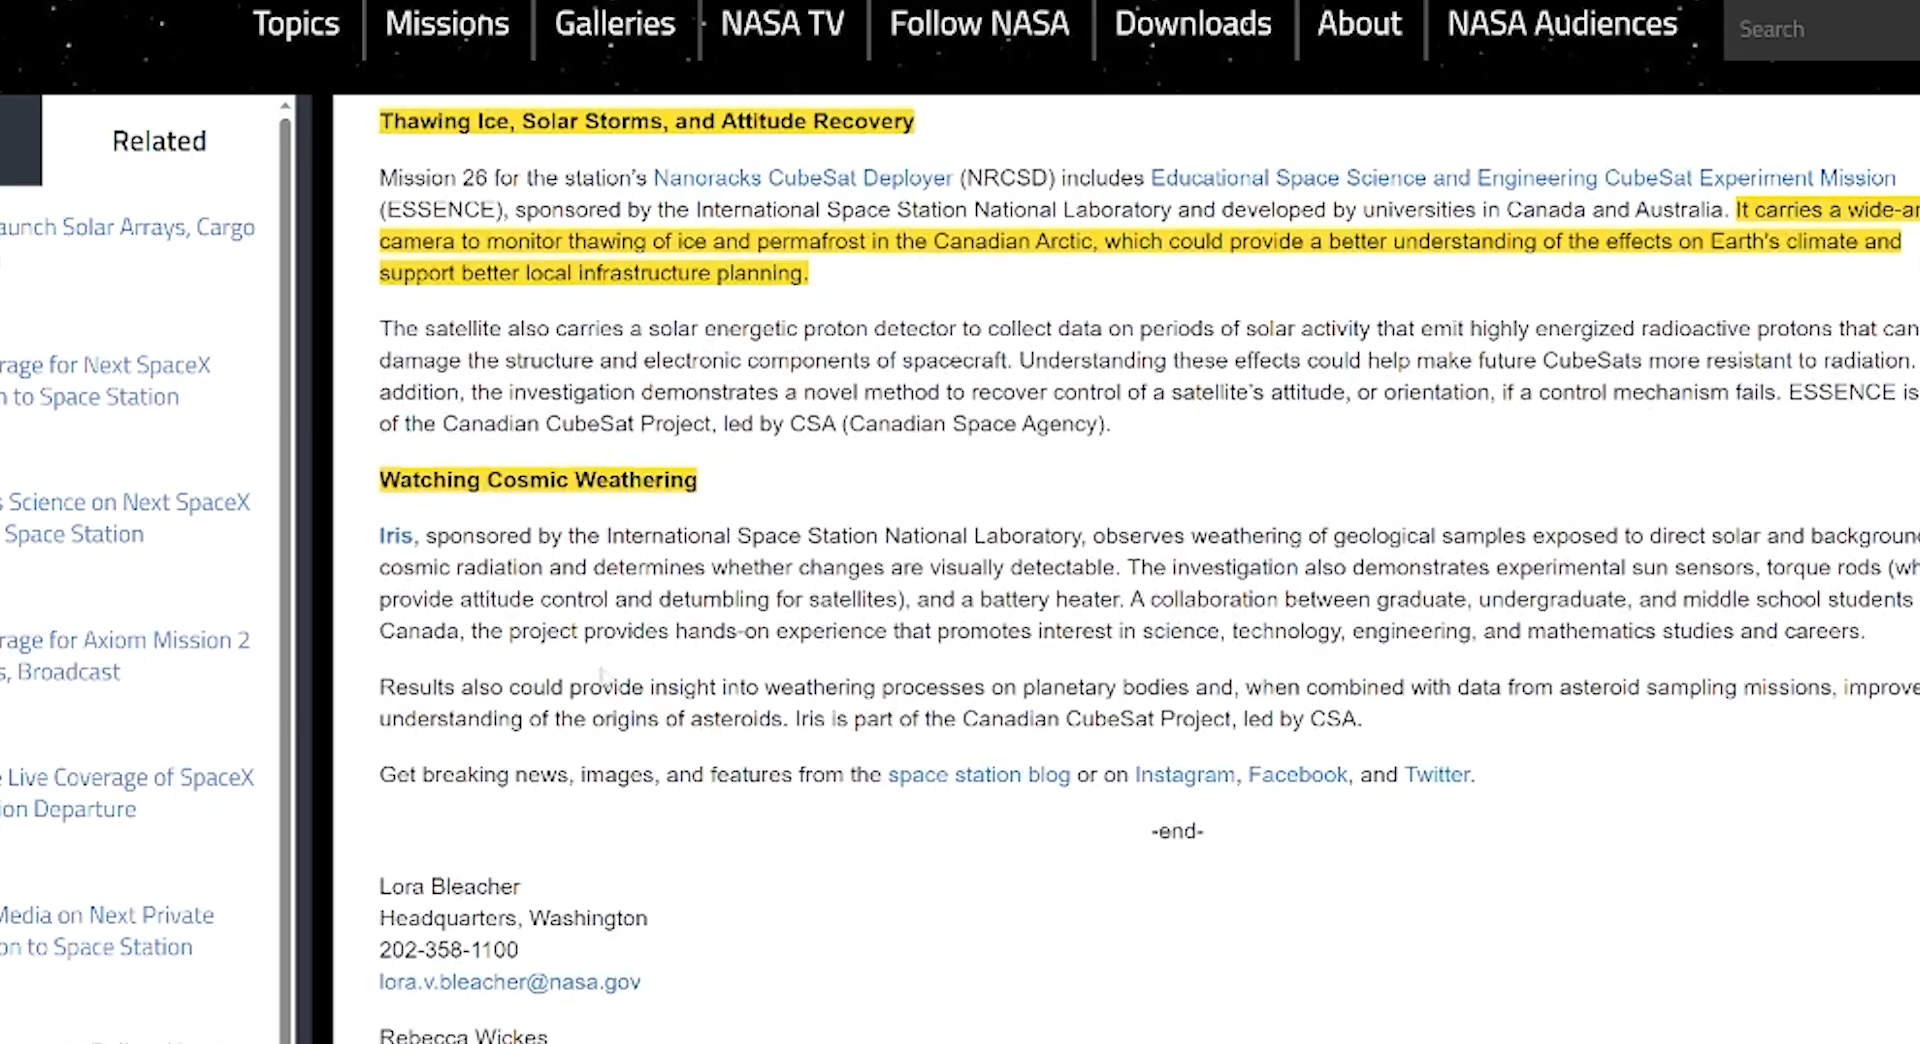 Topics Missions Galleries NASA TV Follow NASA Downloads About NASA Audiences Search
Related
Solar Arrays, Cargo
for Next SpaceX
to Space Station
Science on Next SpaceX
Space Station
for Axiom Mission 2
Broadcast
Live Coverage of SpaceX
Departure
Media on Next Private
to Space Station
Thawing Ice, Solar Storms, and Attitude Recovery
Mission 26 for the station's Nanoracks CubeSat Deployer (NRCSD) includes Educational Space Science and Engineering CubeSat Experiment Mission
(ESSENCE), sponsored by the International Space Station National Laboratory and developed by universities in Canada and Australia. It carries a
camera to monitor thawing of ice and permafrost in the Canadian Arctic, which could provide a better understanding of the effects on Earth's climate and
support better local infrastructure planning.
The satellite also carries a solar energetic proton detector to collect data on periods of solar activity that emit highly energized radioactive protons that can
damage the structure and electronic components of spacecraft. Understanding these effects could help make future CubeSats more resistant to radiation.
addition, the investigation demonstrates a novel method to recover control of a satellite's attitude, or orientation, if a control mechanism fails. ESSENCE is
of the Canadian CubeSat Project, led by CSA (Canadian Space Agency).
Watching Cosmic Weathering
Iris, sponsored by the International Space Station National Laboratory, observes weathering of geological samples exposed to direct solar and background
cosmic radiation and determines whether changes are visually detectable. The investigation also demonstrates experimental sun sensors, torque rods
provide attitude control and detumbling for satellites), and a battery heater. A collaboration between graduate, undergraduate, and middle school students
Canada, the project provides hands-on experience that promotes interest in science, technology, engineering, and mathematics studies and careers.
Results also could provide insight into weathering processes on planetary bodies and, when combined with data from asteroid sampling missions, improve
understanding of the origins of asteroids. Iris is part of the Canadian CubeSat Project, led by CSA.
Get breaking news, images, and features from the space station blog or on Instagram, Facebook, and Twitter.
-end-
Lora Bleacher
Headquarters, Washington
202-358-1100
lora.v.bleacher@nasa.gov
Rebecca Wickes